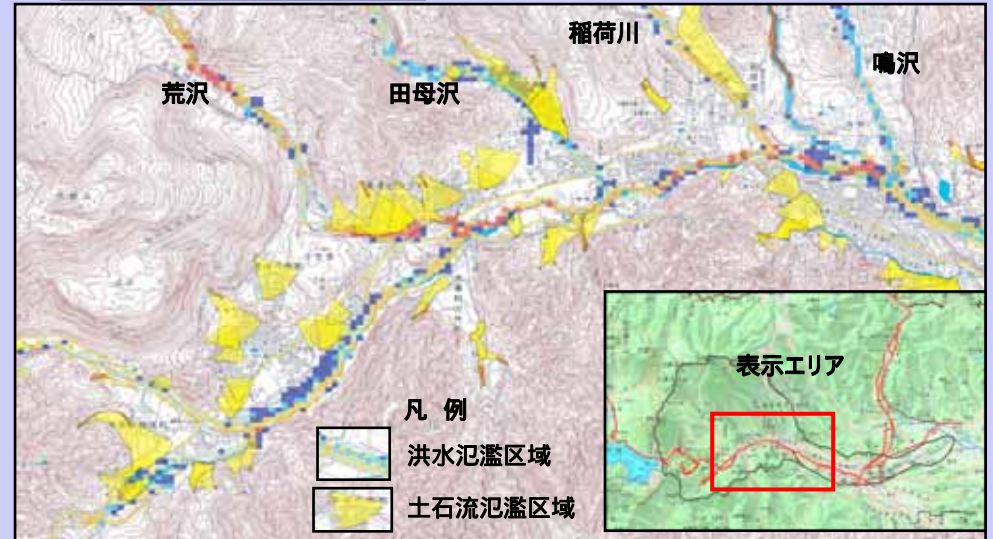 稲荷川
鳴沢
荒沢
田母沢
表示エリア
凡 例
洪水氾濫区域
土石流氾濫区域